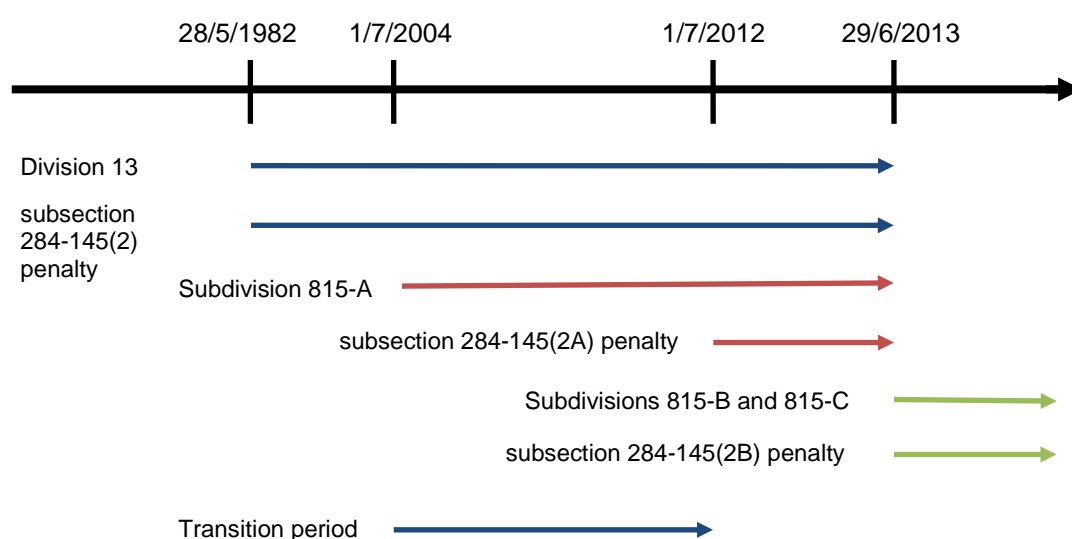 28/5/1982 1/7/2004 1/7/2012 29/6/2013
Division 13
subsection
284-145(2)
penalty
Subdivision 815-A
subsection 284-145(2A) penalty
Subdivisions 815-B and 815-C
subsection 284-145(2B) penalty
Transition period